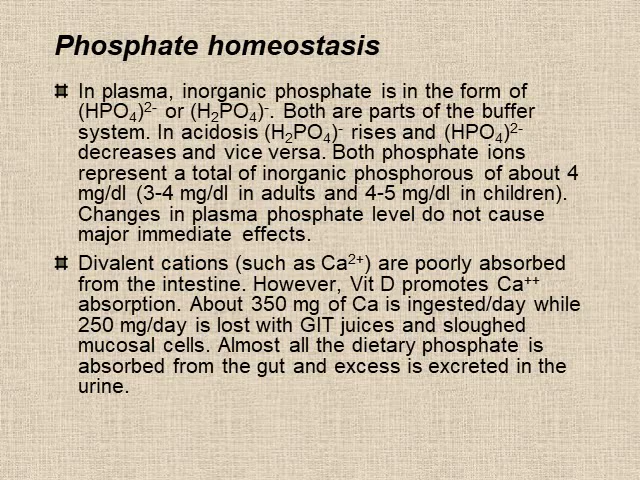 Phosphate homeostasis
In plasma, inorganic phosphate is in the form of
(HPO₄)²⁻ or (H₂PO₄)⁻. Both are parts of the buffer
system. In acidosis (H₂PO₄)⁻ rises and (HPO₄)²⁻
decreases and vice versa. Both phosphate ions
represent a total of inorganic phosphorous of about 4
mg/dl (3-4 mg/dl in adults and 4-5 mg/dl in children).
Changes in plasma phosphate level do not cause
major immediate effects.
Divalent cations (such as Ca²⁺) are poorly absorbed
from the intestine. However, Vit D promotes Ca⁺⁺
absorption. About 350 mg of Ca is ingested/day while
250 mg/day is lost with GIT juices and sloughed
mucosal cells. Almost all the dietary phosphate is
absorbed from the gut and excess is excreted in the
urine.